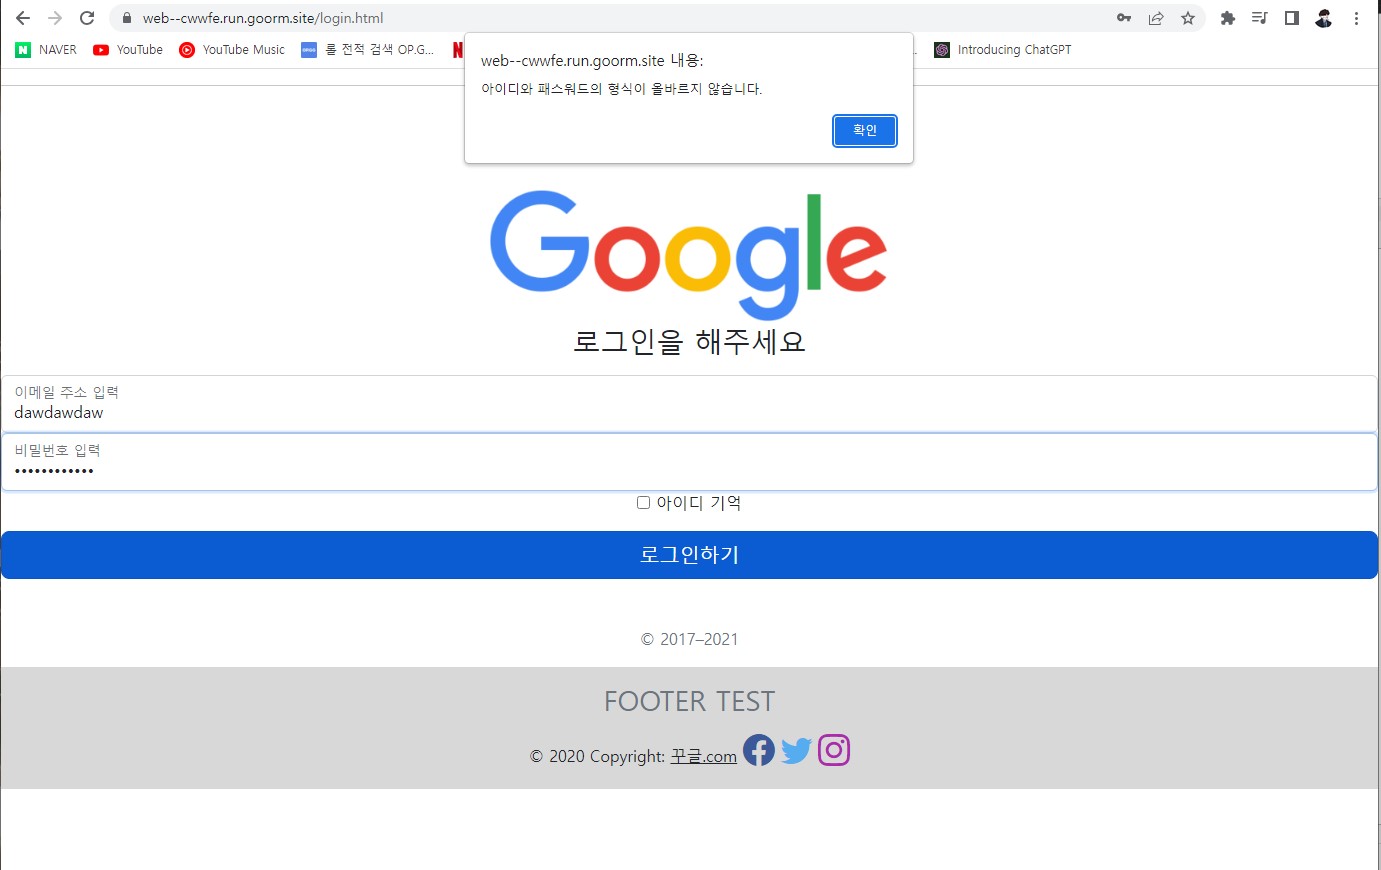 web--cwwfe.run.goorm.site/login.html
NAVER YouTube YouTube Music 롤 전적 검색 OP.G... Introducing ChatGPT
web--cwwfe.run.goorm.site 내용:
아이디와 패스워드의 형식이 올바르지 않습니다.
확인
Google
로그인을 해주세요
이메일 주소 입력
dawdawdaw
비밀번호 입력
••••••••••••
아이디 기억
로그인하기
© 2017–2021
FOOTER TEST
© 2020 Copyright: 꾸글.com